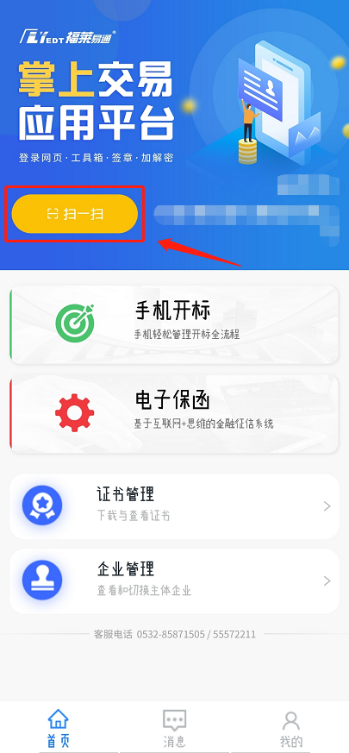 EYEDT福莱易通®
掌上交易
应用平台
登录网页·工具箱·签章·加解密
扫一扫
手机开标
手机轻松管理开标全流程
电子保函
基于互联网+思维的金融征信系统
证书管理
下载与查看证书
企业管理
查看和切换主体企业
客服电话 0532-85871505 / 55572211
首页
消息
我的